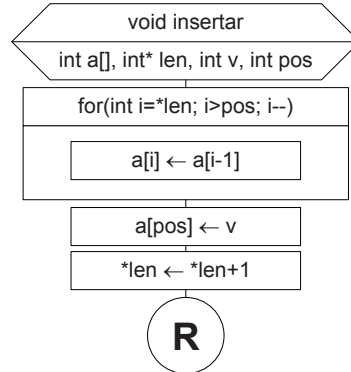 void insertar
int a[], int* len, int v, int pos
for(int i=*len; i>pos; i--)
a[i] ← a[i-1]
a[pos] ← v
*len ← *len+1
R